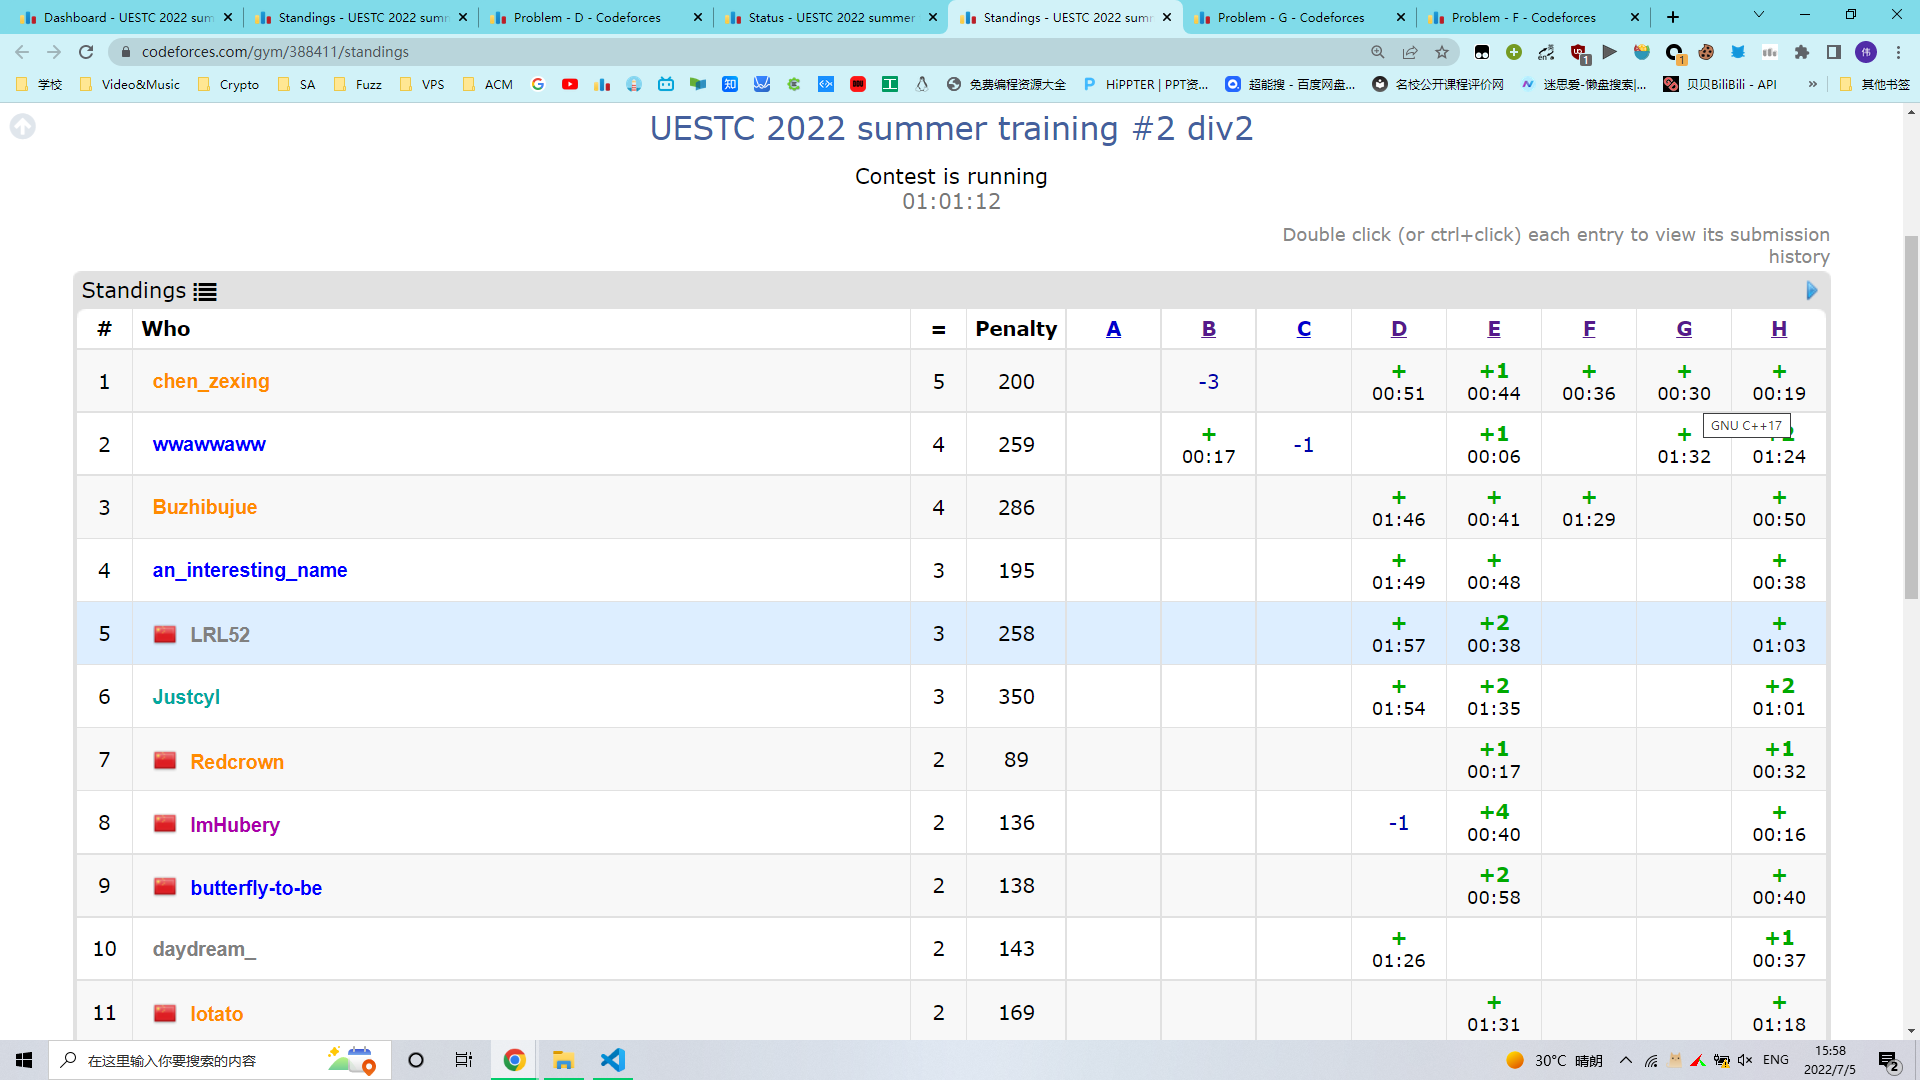 Dashboard - UESTC 2022 sum
Standings - UESTC 2022 summ
Problem - D - Codeforces
Status - UESTC 2022 summer
Standings - UESTC 2022 summ
Problem - G - Codeforces
Problem - F - Codeforces
codeforces.com/gym/388411/standings
学校 Video&Music Crypto SA Fuzz VPS ACM 免费编程资源大全 HiPPTER | PPT资... 超能搜 - 百度网盘... 名校公开课程评价网 迷思爱-懒盘搜索|... 贝贝BiliBili - API » 其他书签
UESTC 2022 summer training #2 div2
Contest is running
01:01:12
Double click (or ctrl+click) each entry to view its submission
history
Standings
# Who = Penalty A B C D E F G H
1 chen_zexing 5 200 -3 + 00:51 +1 00:44 + 00:36 + 00:30 + 00:19
GNU C++17
2 wwawwaww 4 259 + 00:17 -1 +1 00:06 + 01:32 +2 01:24
3 Buzhibujue 4 286 + 01:46 + 00:41 + 01:29 + 00:50
4 an_interesting_name 3 195 + 01:49 + 00:48 + 00:38
5 LRL52 3 258 + 01:57 +2 00:38 + 01:03
6 Justcyl 3 350 + 01:54 +2 01:35 +2 01:01
7 Redcrown 2 89 +1 00:17 +1 00:32
8 ImHubery 2 136 -1 +4 00:40 + 00:16
9 butterfly-to-be 2 138 +2 00:58 + 00:40
10 daydream_ 2 143 + 01:26 +1 00:37
11 lotato 2 169 + 01:31 + 01:18
在这里输入你要搜索的内容
30°C 晴朗
ENG
15:58
2022/7/5
2